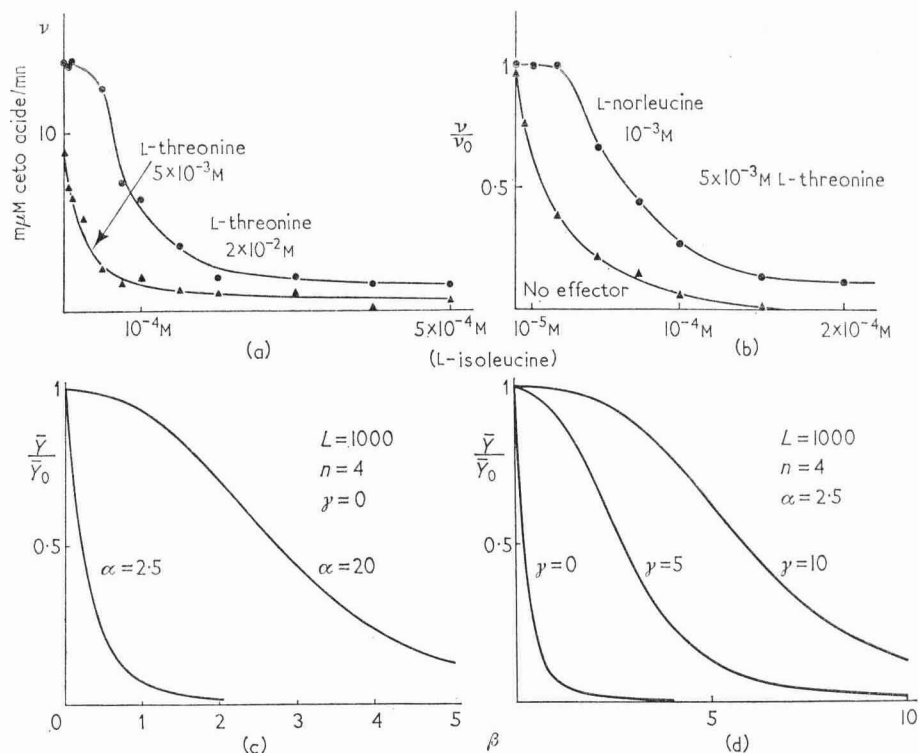 ν
mμM ceto acide/mn
10
L-threonine
5×10⁻³M
L-threonine
2×10⁻²M
10⁻⁴M
5×10⁻⁴M
(a)
1
ν
ν₀
0·5
L-norleucine
10⁻³M
5×10⁻³M L-threonine
No effector
10⁻⁵M
10⁻⁴M
2×10⁻⁴M
(b)
(L-isoleucine)
1
Ȳ
Ȳ₀
0·5
L=1000
n=4
γ=0
α=2·5
α=20
0
1
2
3
4
5
(c)
Ȳ
Ȳ₀
0·5
L=1000
n=4
α=2·5
γ=0
γ=5
γ=10
5
10
(d)
β